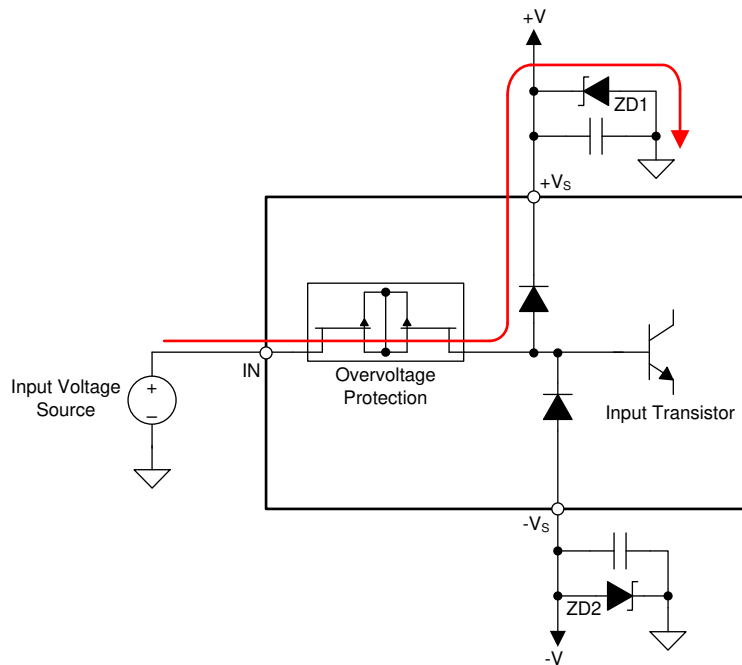 +V
ZD1
+VS
IN
Overvoltage
Protection
Input Voltage
Source
+
−
Input Transistor
-VS
ZD2
-V